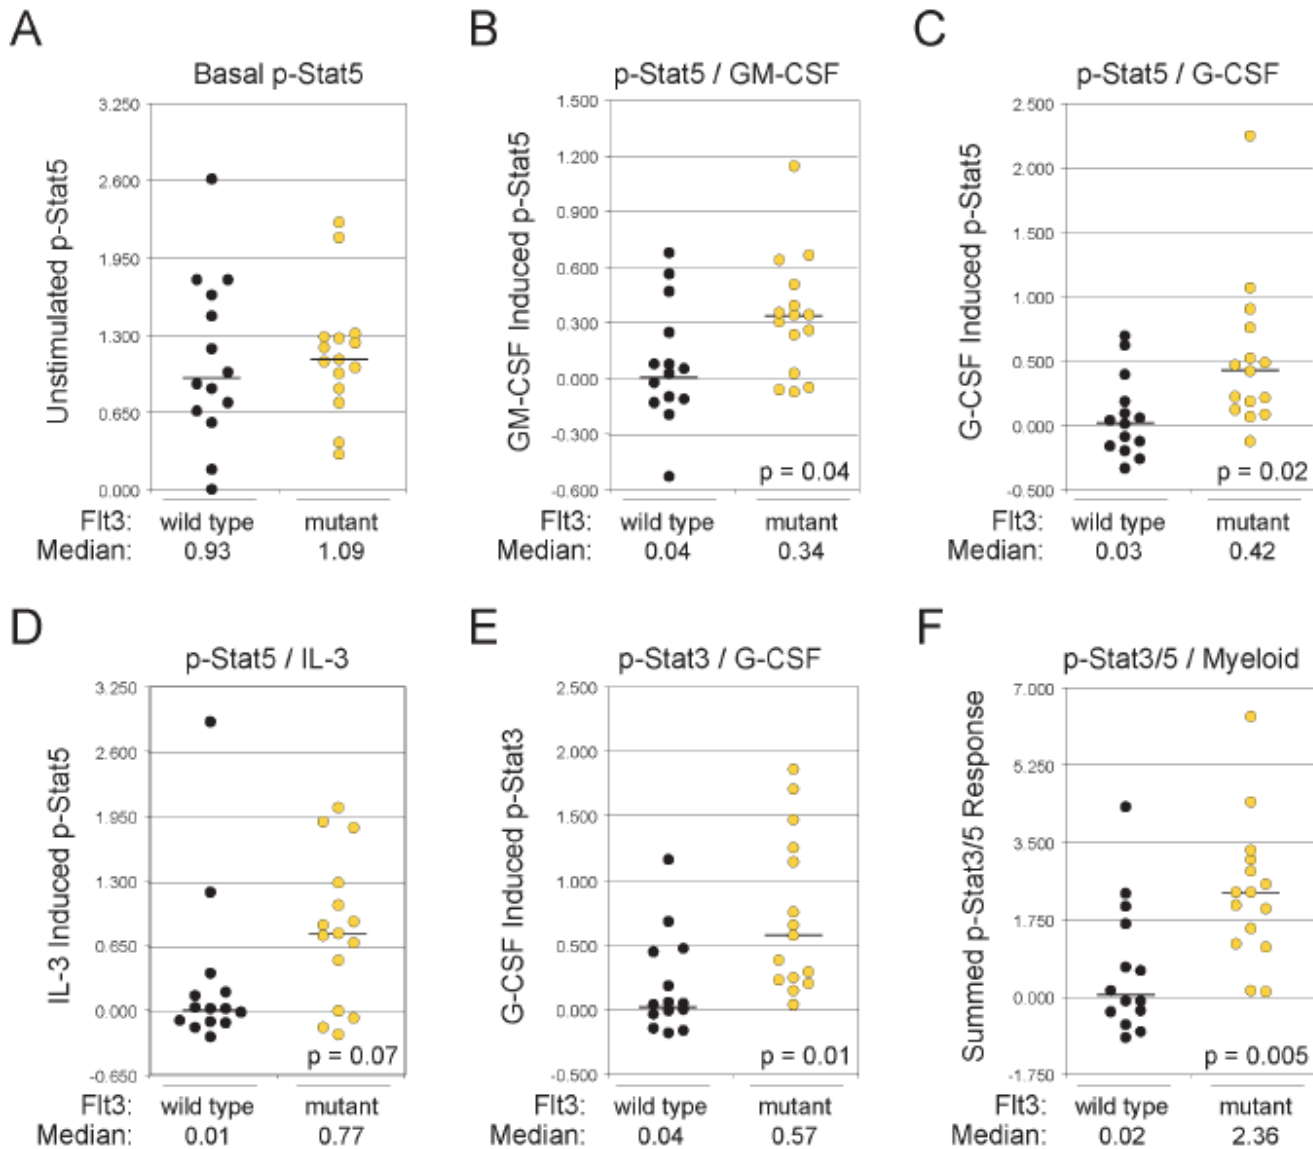 A
Basal p-Stat5
Unstimulated p-Stat5
3.250
2.600
1.950
1.300
0.650
0.000
Flt3: wild type mutant
Median: 0.93 1.09
B
p-Stat5 / GM-CSF
GM-CSF Induced p-Stat5
1.500
1.200
0.900
0.600
0.300
0.000
-0.300
-0.600
p = 0.04
Flt3: wild type mutant
Median: 0.04 0.34
C
p-Stat5 / G-CSF
G-CSF Induced p-Stat5
2.500
2.000
1.500
1.000
0.500
0.000
-0.500
p = 0.02
Flt3: wild type mutant
Median: 0.03 0.42
D
p-Stat5 / IL-3
IL-3 Induced p-Stat5
3.250
2.600
1.950
1.300
0.650
0.000
-0.650
p = 0.07
Flt3: wild type mutant
Median: 0.01 0.77
E
p-Stat3 / G-CSF
G-CSF Induced p-Stat3
2.500
2.000
1.500
1.000
0.500
0.000
-0.500
p = 0.01
Flt3: wild type mutant
Median: 0.04 0.57
F
p-Stat3/5 / Myeloid
Summed p-Stat3/5 Response
7.000
5.250
3.500
1.750
0.000
-1.750
p = 0.005
Flt3: wild type mutant
Median: 0.02 2.36